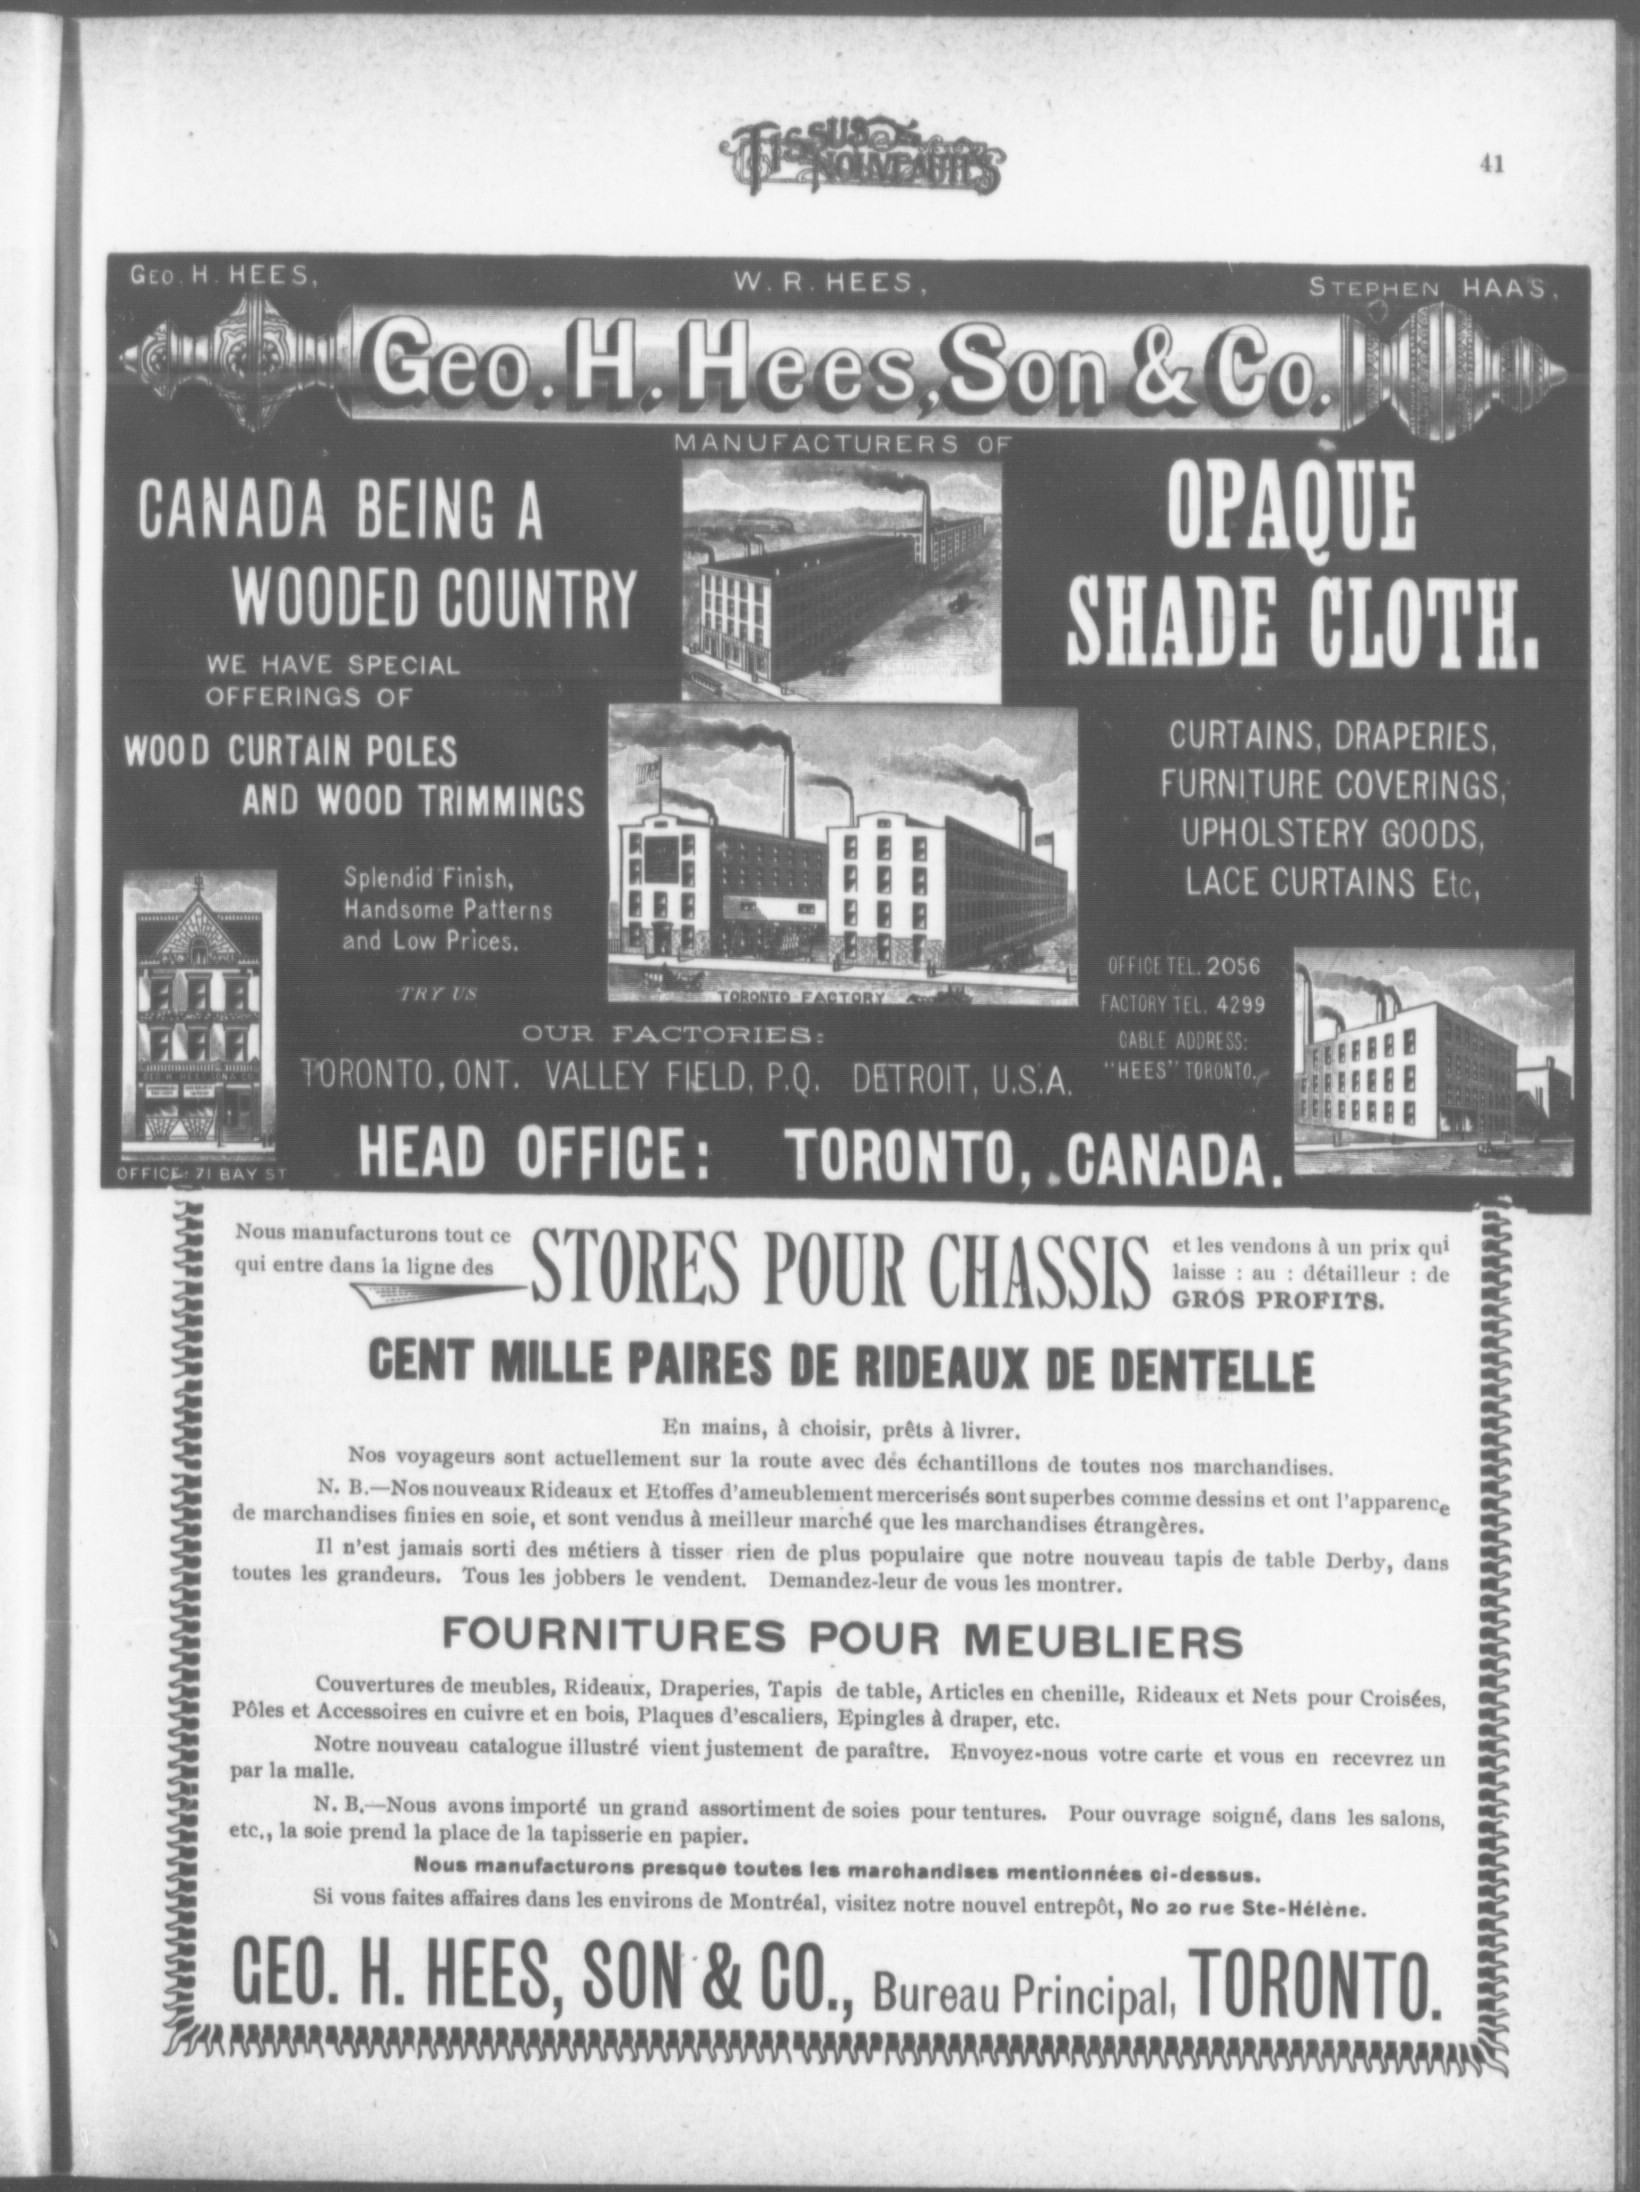 TISSUS NOUVEAUTÉS
41
GEO. H. HEES,
W. R. HEES,
STEPHEN HAAS,
Geo. H. Hees, Son & Co.
MANUFACTURERS OF
CANADA BEING A
WOODED COUNTRY
WE HAVE SPECIAL
OFFERINGS OF
WOOD CURTAIN POLES
AND WOOD TRIMMINGS
Splendid Finish,
Handsome Patterns
and Low Prices.
TRY US
OPAQUE
SHADE CLOTH.
CURTAINS, DRAPERIES,
FURNITURE COVERINGS,
UPHOLSTERY GOODS,
LACE CURTAINS Etc,
TORONTO FACTORY
OFFICE TEL. 2056
FACTORY TEL. 4299
CABLE ADDRESS:
"HEES" TORONTO.
OUR FACTORIES:
TORONTO, ONT. VALLEY FIELD, P.Q. DETROIT, U.S.A.
OFFICE: 71 BAY ST
HEAD OFFICE: TORONTO, CANADA.
Nous manufacturons tout ce
qui entre dans la ligne des
STORES POUR CHASSIS
et les vendons à un prix qui
laisse : au : détailleur : de
GROS PROFITS.
CENT MILLE PAIRES DE RIDEAUX DE DENTELLE
En mains, à choisir, prêts à livrer.
Nos voyageurs sont actuellement sur la route avec des échantillons de toutes nos marchandises.
N. B.—Nos nouveaux Rideaux et Etoffes d'ameublement mercerisés sont superbes comme dessins et ont l'apparence
de marchandises finies en soie, et sont vendus à meilleur marché que les marchandises étrangères.
Il n'est jamais sorti des métiers à tisser rien de plus populaire que notre nouveau tapis de table Derby, dans
toutes les grandeurs. Tous les jobbers le vendent. Demandez-leur de vous les montrer.
FOURNITURES POUR MEUBLIERS
Couvertures de meubles, Rideaux, Draperies, Tapis de table, Articles en chenille, Rideaux et Nets pour Croisées,
Pôles et Accessoires en cuivre et en bois, Plaques d'escaliers, Epingles à draper, etc.
Notre nouveau catalogue illustré vient justement de paraître. Envoyez-nous votre carte et vous en recevrez un
par la malle.
N. B.—Nous avons importé un grand assortiment de soies pour tentures. Pour ouvrage soigné, dans les salons,
etc., la soie prend la place de la tapisserie en papier.
Nous manufacturons presque toutes les marchandises mentionnées ci-dessus.
Si vous faites affaires dans les environs de Montréal, visitez notre nouvel entrepôt, No 20 rue Ste-Hélène.
GEO. H. HEES, SON & CO., Bureau Principal, TORONTO.